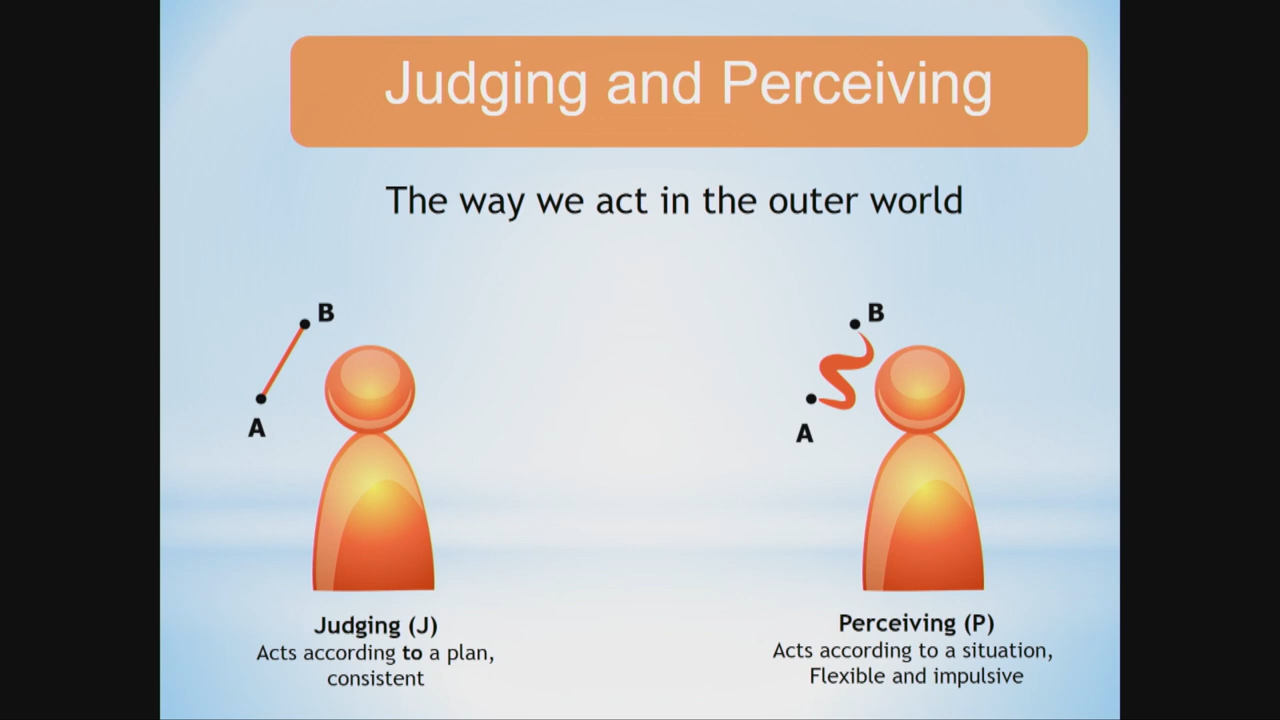 Judging and Perceiving
The way we act in the outer world
B
A
B
A
Judging (J)
Acts according to a plan,
consistent
Perceiving (P)
Acts according to a situation,
Flexible and impulsive